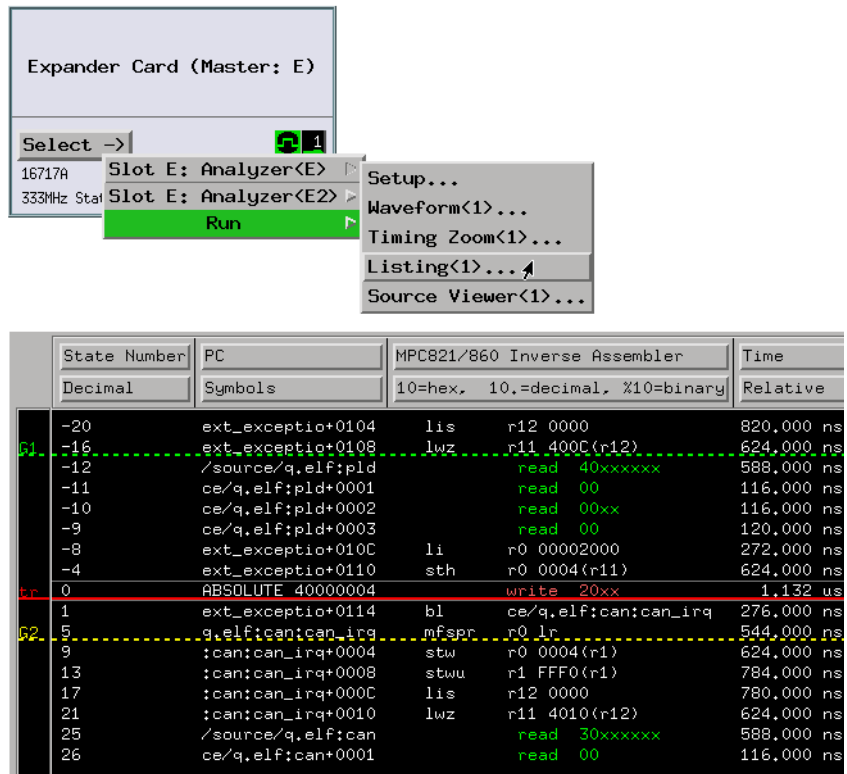 Expander Card (Master: E)
Select ->
1
16717A
333MHz Stat
Slot E: Analyzer<E>
Slot E: Analyzer<E2>
Run
Setup...
Waveform<1>...
Timing Zoom<1>...
Listing<1>...
Source Viewer<1>...
State Number PC MPC821/860 Inverse Assembler Time
Decimal Symbols 10=hex, 10.=decimal, %10=binary Relative
-20 ext_exceptio+0104 lis r12 0000 820.000 ns
G1 -16 ext_exceptio+0108 lwz r11 400C(r12) 624.000 ns
-12 /source/q.elf:pld read 40xxxxxx 588.000 ns
-11 ce/q.elf:pld+0001 read 00 116.000 ns
-10 ce/q.elf:pld+0002 read 00xx 116.000 ns
-9 ce/q.elf:pld+0003 read 00 120.000 ns
-8 ext_exceptio+010C li r0 00002000 272.000 ns
-4 ext_exceptio+0110 sth r0 0004(r11) 624.000 ns
tr 0 ABSOLUTE 40000004 write 20xx 1.132 us
1 ext_exceptio+0114 bl ce/q.elf:can:can_irq 276.000 ns
G2 5 q.elf:can:can_irq mfspr r0 lr 544.000 ns
9 :can:can_irq+0004 stw r0 0004(r1) 624.000 ns
13 :can:can_irq+0008 stwu r1 FFF0(r1) 784.000 ns
17 :can:can_irq+000C lis r12 0000 780.000 ns
21 :can:can_irq+0010 lwz r11 4010(r12) 624.000 ns
25 /source/q.elf:can read 30xxxxxx 588.000 ns
26 ce/q.elf:can+0001 read 00 116.000 ns